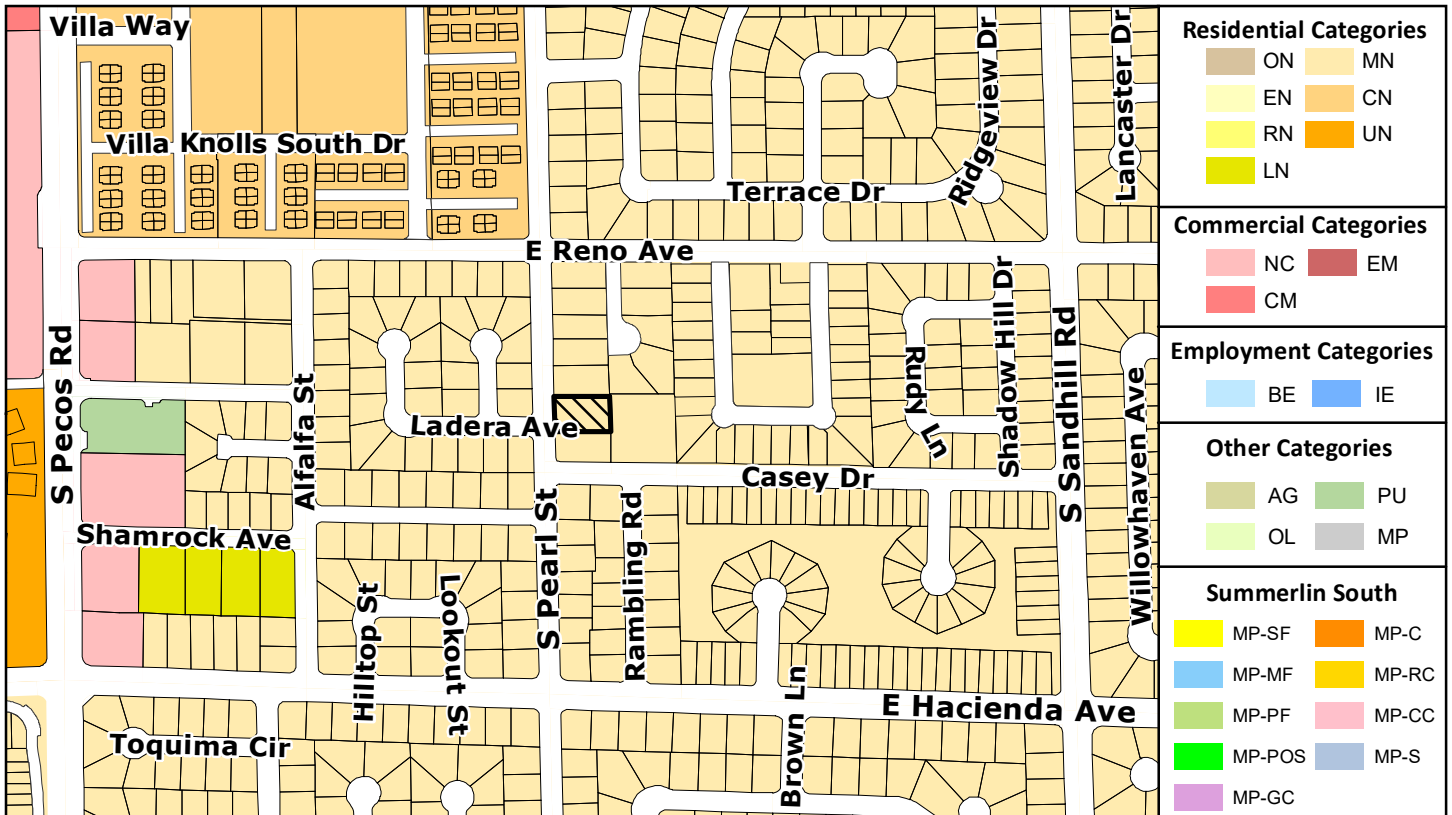 Villa Way
Villa Knolls South Dr
Terrace Dr
Ridgeview Dr
Lancaster Dr
E Reno Ave
S Pecos Rd
Alfalfa St
Ladera Ave
Rudy Ln
Shadow Hill Dr
S Sandhill Rd
Willowhaven Ave
Casey Dr
Shamrock Ave
S Pearl St
Rambling Rd
Hilltop St
Lookout St
Brown Ln
E Hacienda Ave
Toquima Cir
Residential Categories
ON MN
EN CN
RN UN
LN
Commercial Categories
NC EM
CM
Employment Categories
BE IE
Other Categories
AG PU
OL MP
Summerlin South
MP-SF MP-C
MP-MF MP-RC
MP-PF MP-CC
MP-POS MP-S
MP-GC